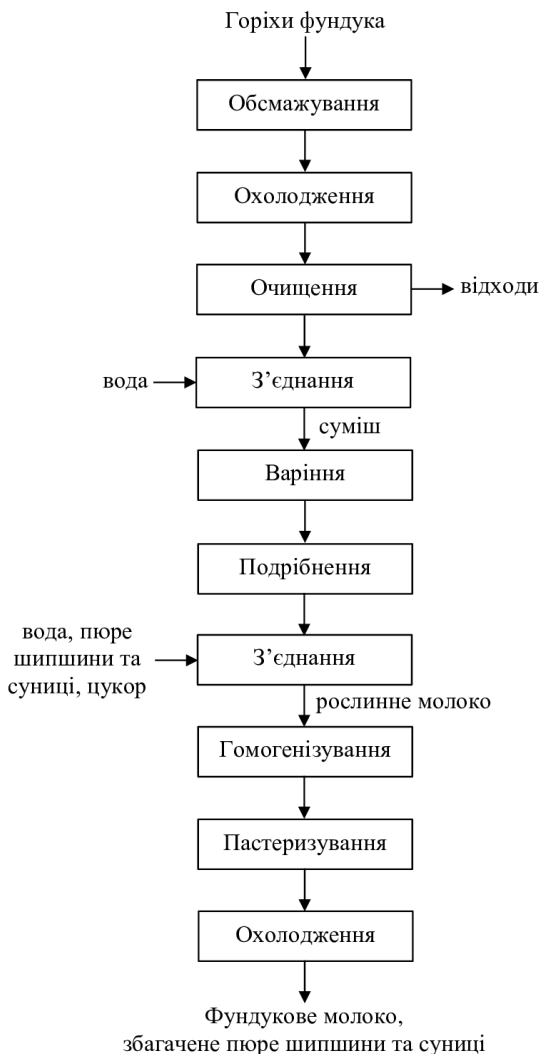 Горіхи фундука
Обсмажування
Охолодження
Очищення
відходи
вода
З’єднання
суміш
Варіння
Подрібнення
вода, пюре
шипшини та
суниці, цукор
З’єднання
рослинне молоко
Гомогенізування
Пастеризування
Охолодження
Фундукове молоко,
збагачене пюре шипшини та суниці